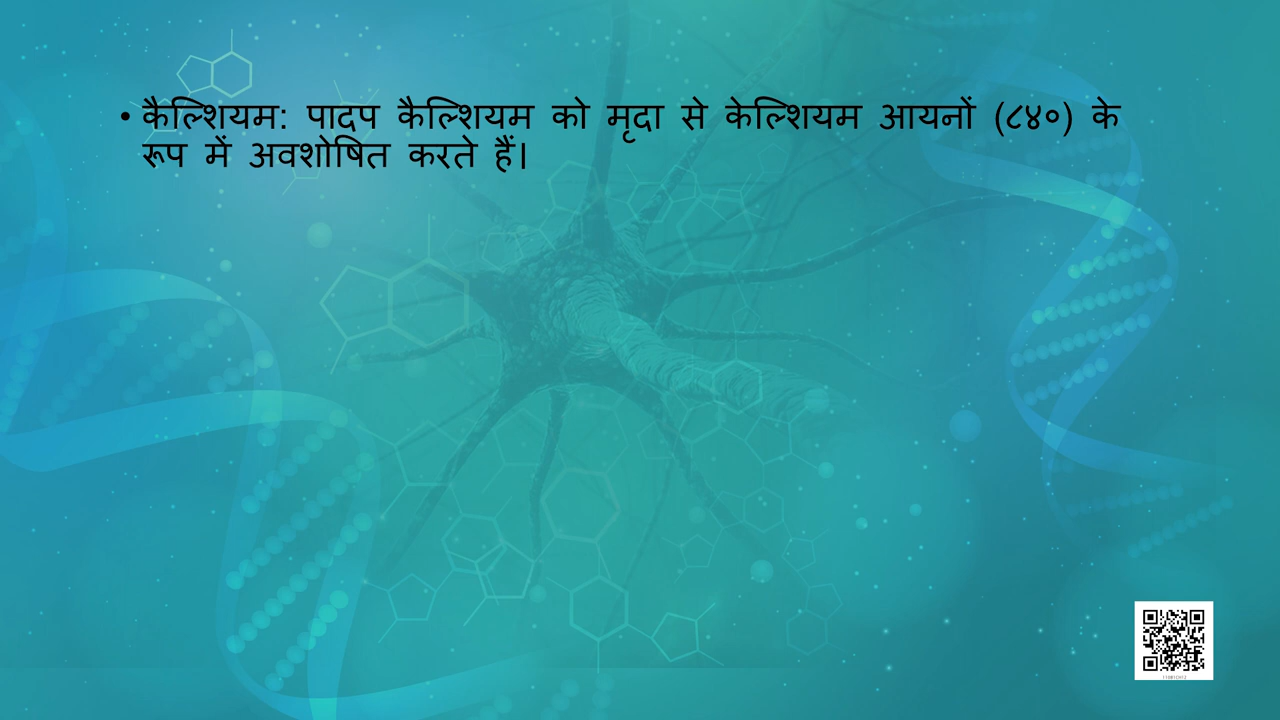 • कैल्शियम: पादप कैल्शियम को मृदा से केल्शियम आयनों (८४०) के
रूप में अवशोषित करते हैं।